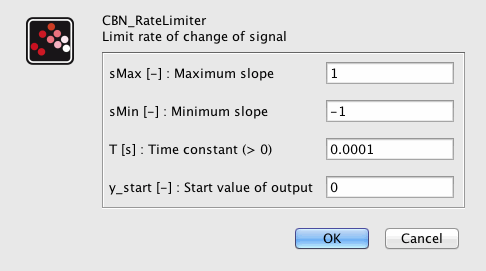 CBN_RateLimiter
Limit rate of change of signal
sMax [-] : Maximum slope 1
sMin [-] : Minimum slope -1
T [s] : Time constant (> 0) 0.0001
y_start [-] : Start value of output 0
OK Cancel